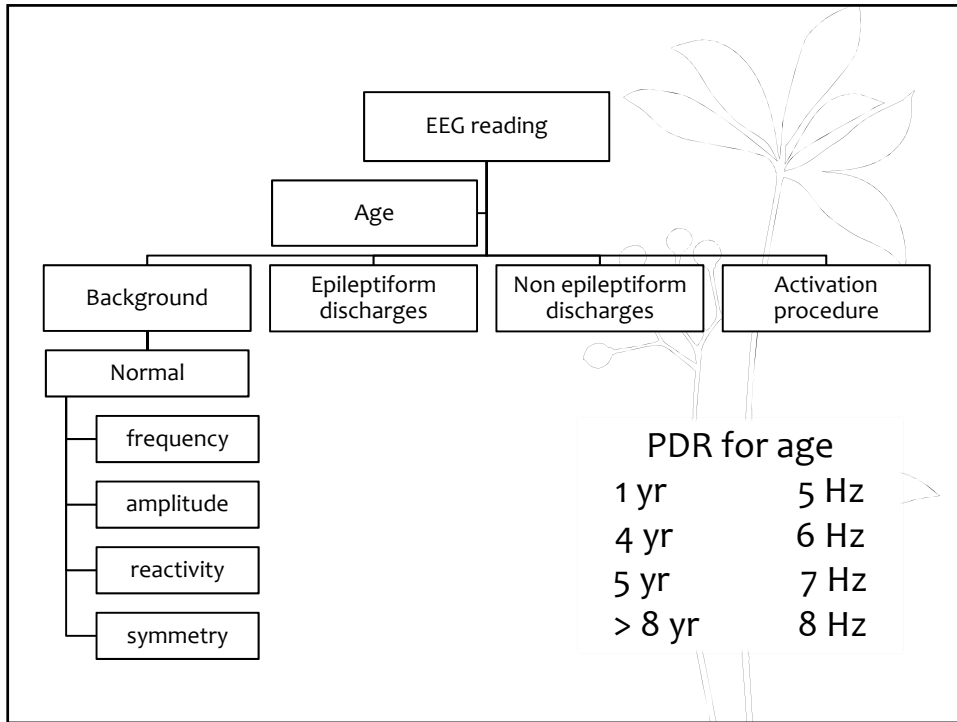 EEG reading
Age
Background
Epileptiform
discharges
Non epileptiform
discharges
Activation
procedure
Normal
frequency
amplitude
reactivity
symmetry
PDR for age
1 yr 5 Hz
4 yr 6 Hz
5 yr 7 Hz
> 8 yr 8 Hz